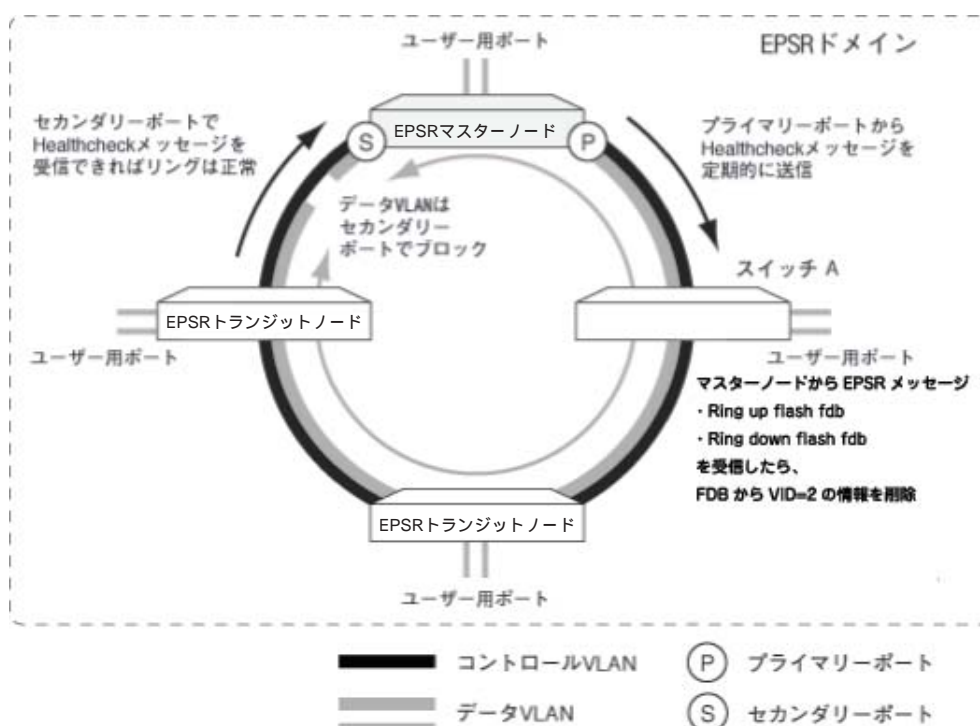 ユーザー用ポート
EPSRドメイン
セカンダリーポートで
Healthcheckメッセージを
受信できればリングは正常
S
EPSRマスターノード
P
プライマリーポートから
Healthcheckメッセージを
定期的に送信
データVLANは
セカンダリー
ポートでブロック
スイッチ A
EPSRトランジットノード
ユーザー用ポート
ユーザー用ポート
マスターノードから EPSR メッセージ
・Ring up flash fdb
・Ring down flash fdb
を受信したら、
FDB から VID=2 の情報を削除
EPSRトランジットノード
ユーザー用ポート
コントロールVLAN
P プライマリーポート
データVLAN
S セカンダリーポート